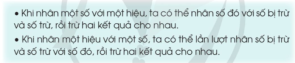 • Khi nhân một số với một hiệu, ta có thể nhân số đó với số bị trừ
và số trừ, rồi trừ hai kết quả cho nhau.
• Khi nhân một hiệu với một số, ta có thể lần lượt nhân số bị trừ
và số trừ với số đó, rồi trừ hai kết quả cho nhau.